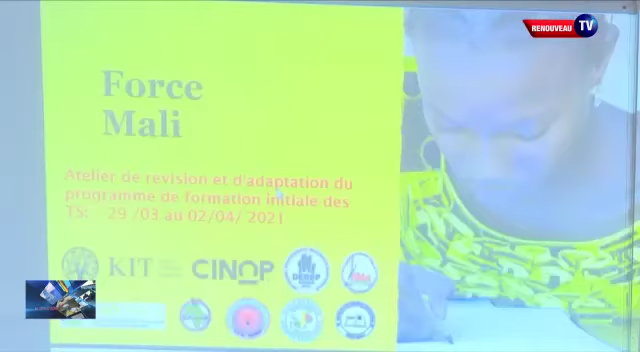 RENOUVEAU TV
Force
Mali
Atelier de revision et d'adaptation du
programme de formation initiale des
TS: 29 /03 au 02/04/ 2021
KIT
CINOP